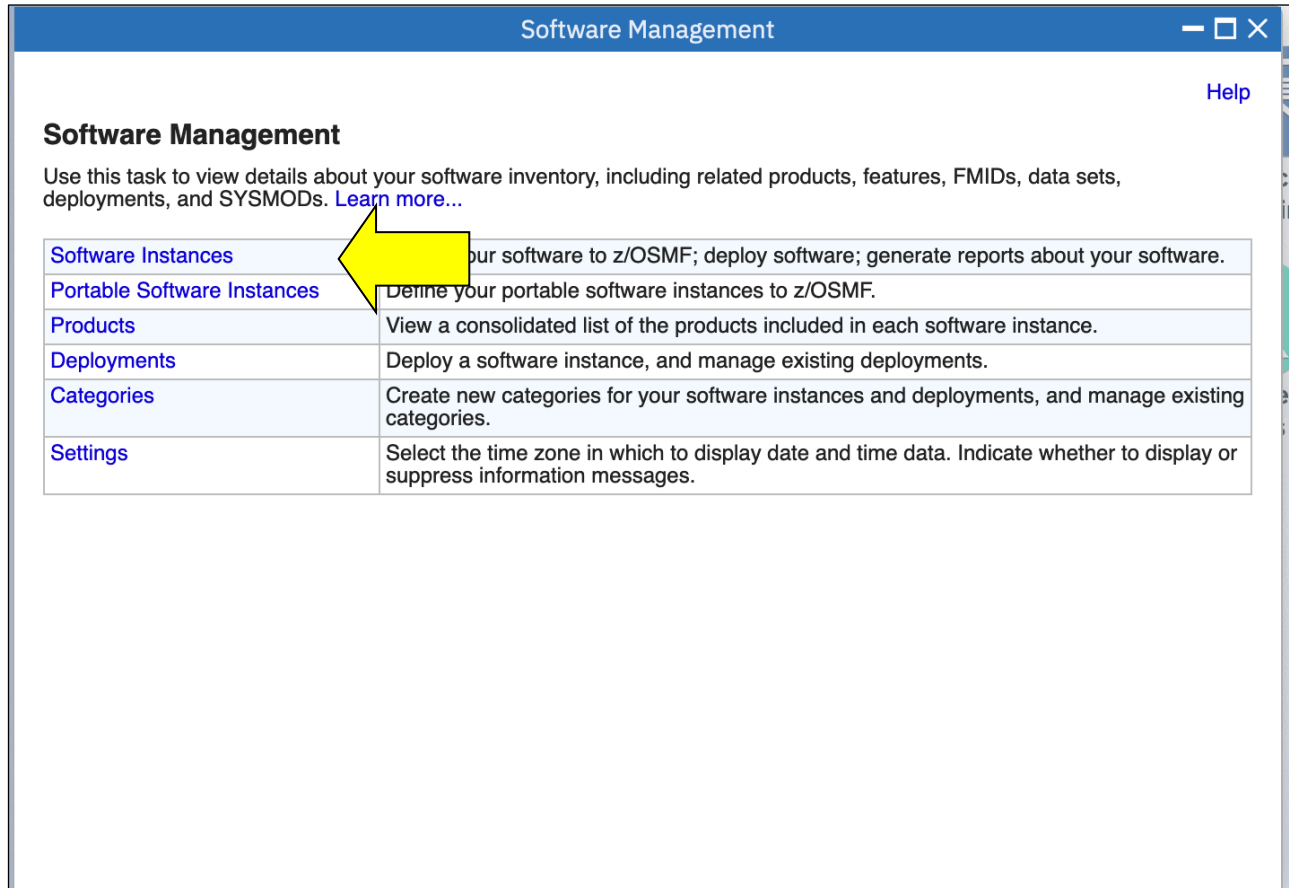 Software Management
Help
Software Management
Use this task to view details about your software inventory, including related products, features, FMIDs, data sets,
deployments, and SYSMODs. Learn more...
Software Instances
our software to z/OSMF; deploy software; generate reports about your software.
Portable Software Instances
Define your portable software instances to z/OSMF.
Products
View a consolidated list of the products included in each software instance.
Deployments
Deploy a software instance, and manage existing deployments.
Categories
Create new categories for your software instances and deployments, and manage existing
categories.
Settings
Select the time zone in which to display date and time data. Indicate whether to display or
suppress information messages.